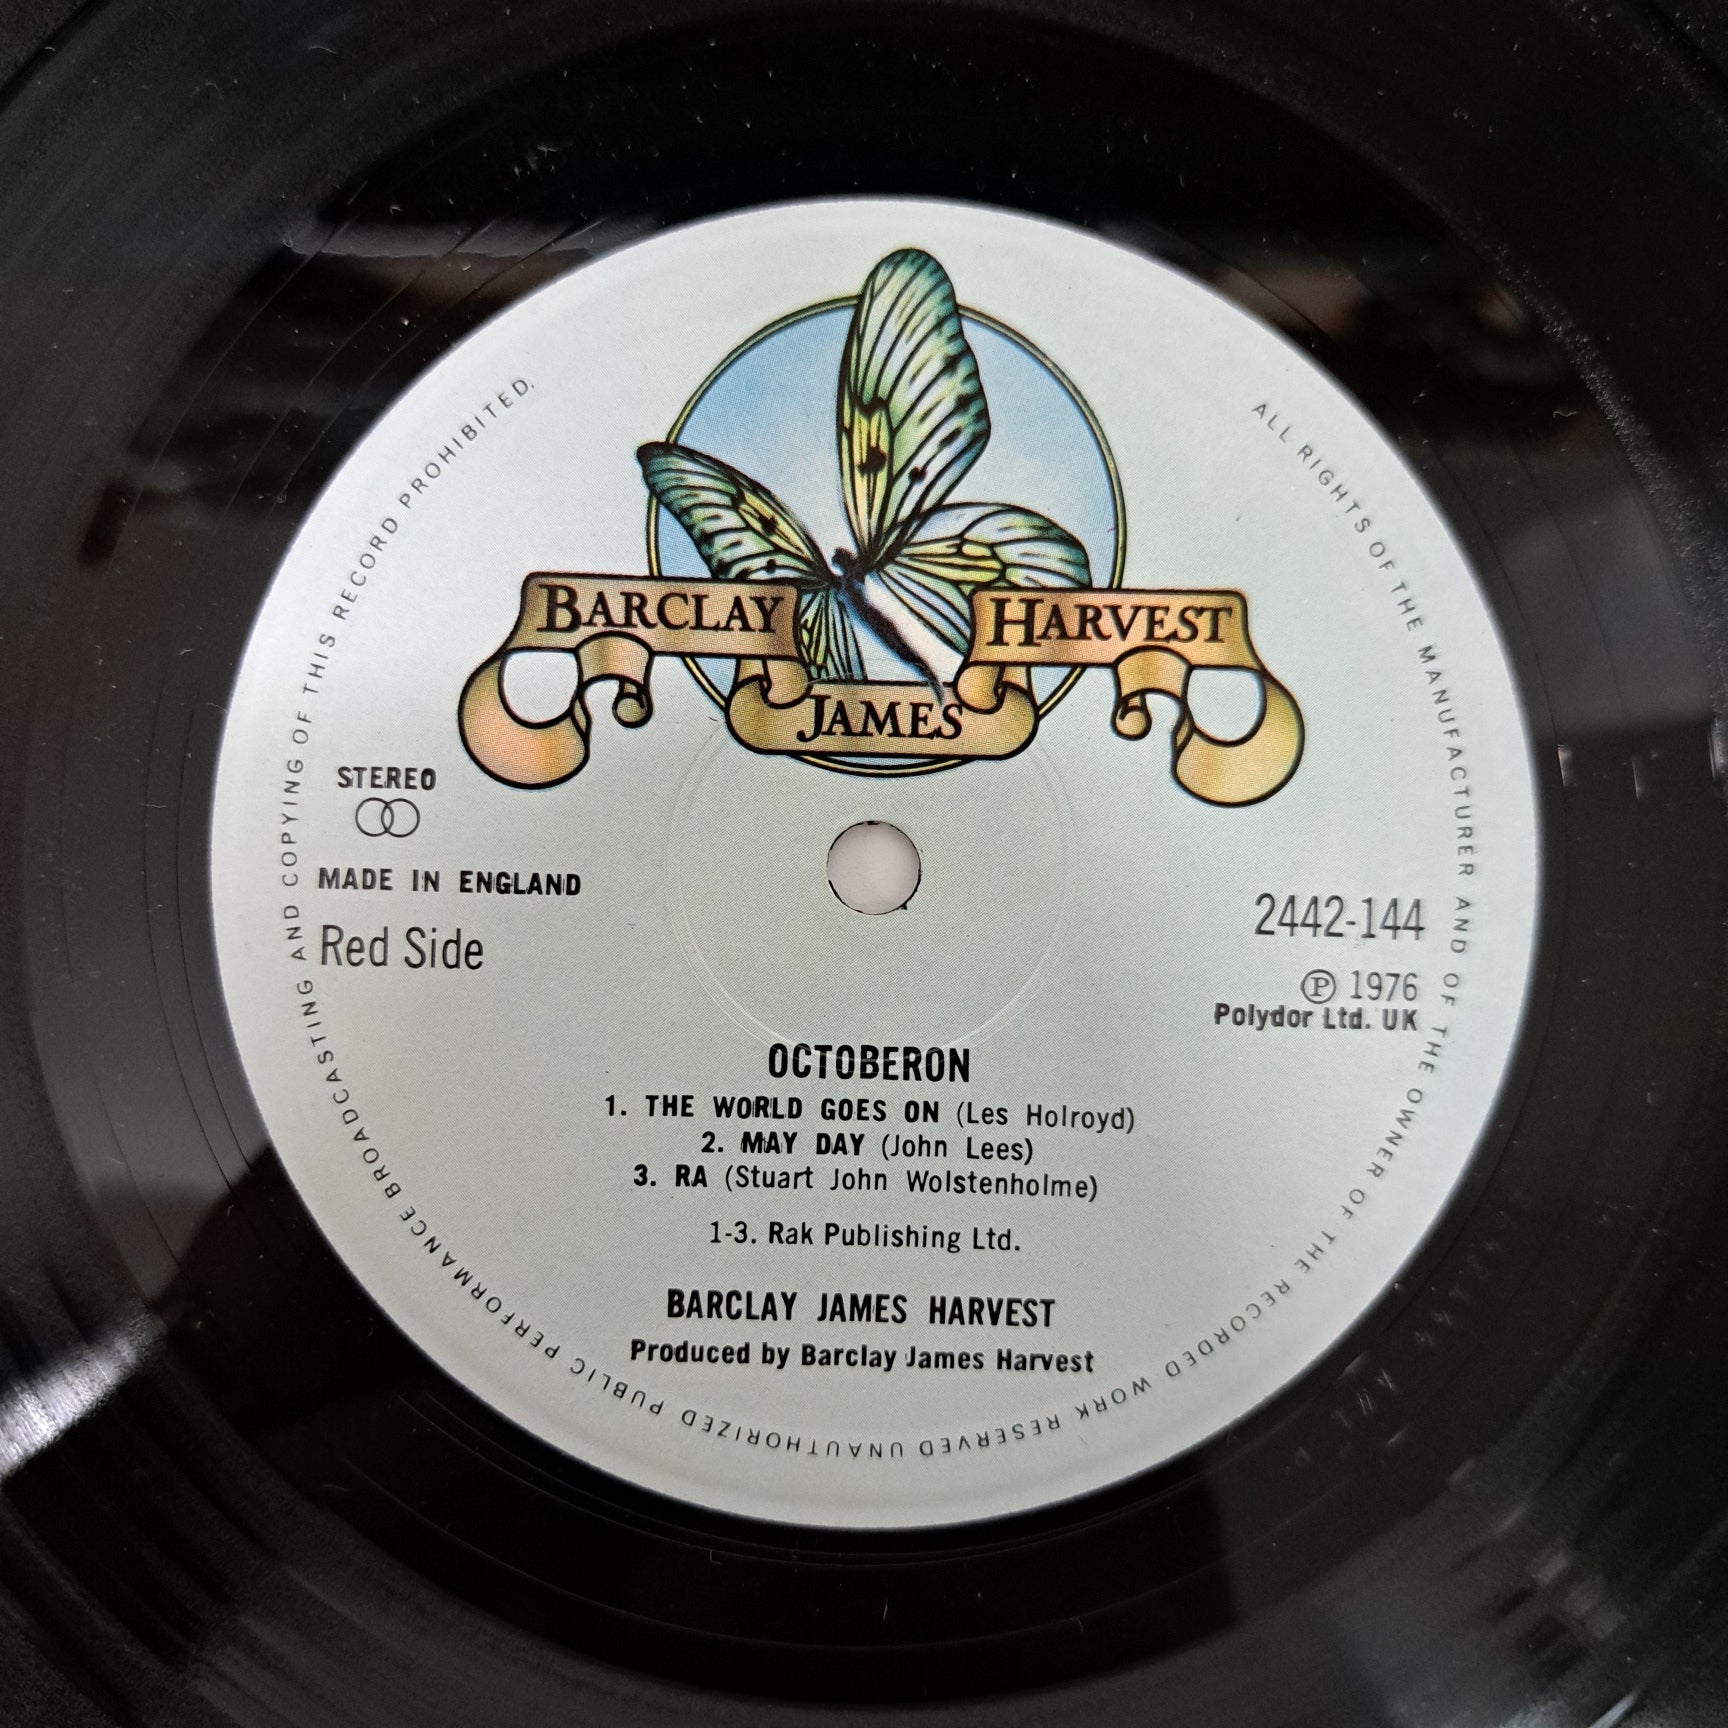 BARCLAY
JAMES
HARVEST
STEREO
MADE IN ENGLAND
Red Side
2442-144
Ⓟ 1976
Polydor Ltd. UK
OCTOBERON
1. THE WORLD GOES ON (Les Holroyd)
2. MAY DAY (John Lees)
3. RA (Stuart John Wolstenholme)
1-3. Rak Publishing Ltd.
BARCLAY JAMES HARVEST
Produced by Barclay James Harvest
ALL RIGHTS OF THE MANUFACTURER AND OF THE OWNER OF THE RECORDED WORK RESERVED UNAUTHORIZED PUBLIC PERFORMANCE BROADCASTING AND COPYING OF THIS RECORD PROHIBITED.